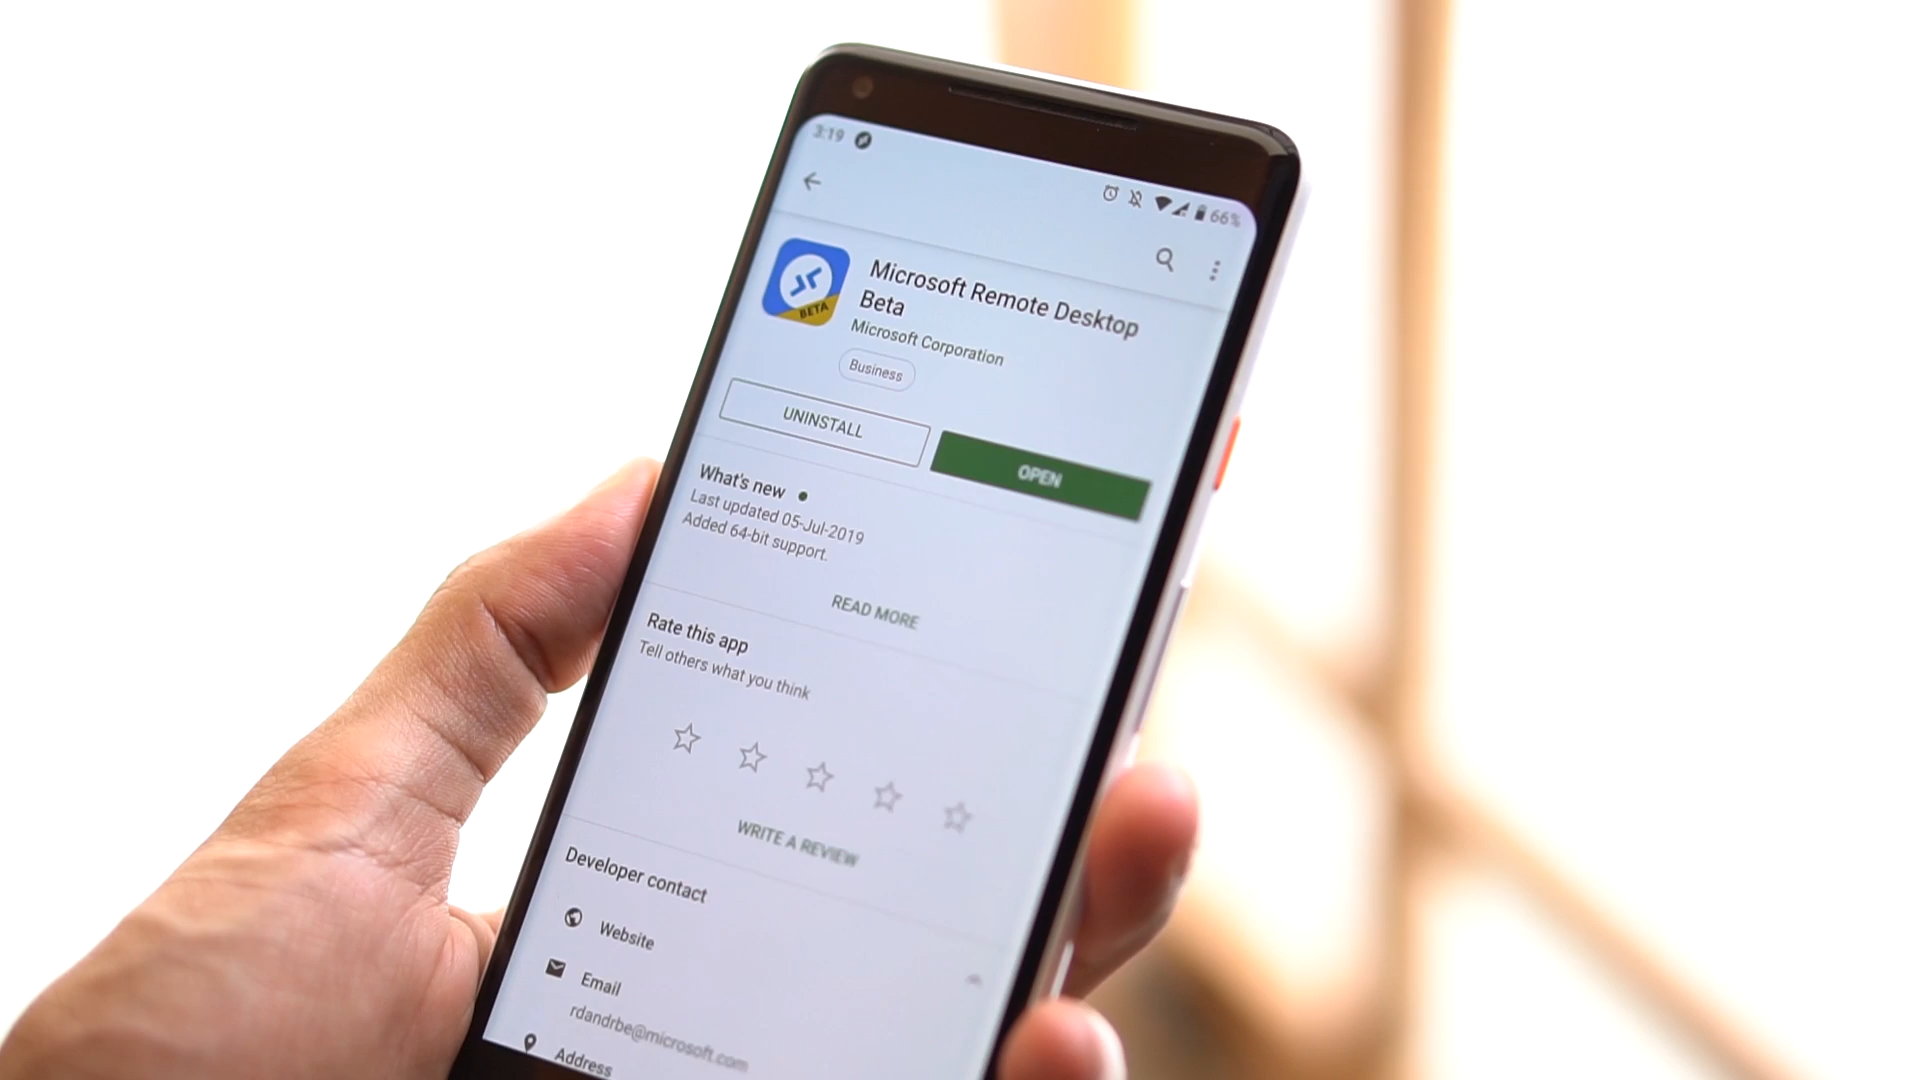 3:19
66%
Microsoft Remote Desktop
Beta
BETA
Microsoft Corporation
Business
UNINSTALL
OPEN
What's new
Last updated 05-Jul-2019
Added 64-bit support.
READ MORE
Rate this app
Tell others what you think
WRITE A REVIEW
Developer contact
Website
Email
rdandrbe@microsoft.com
Address